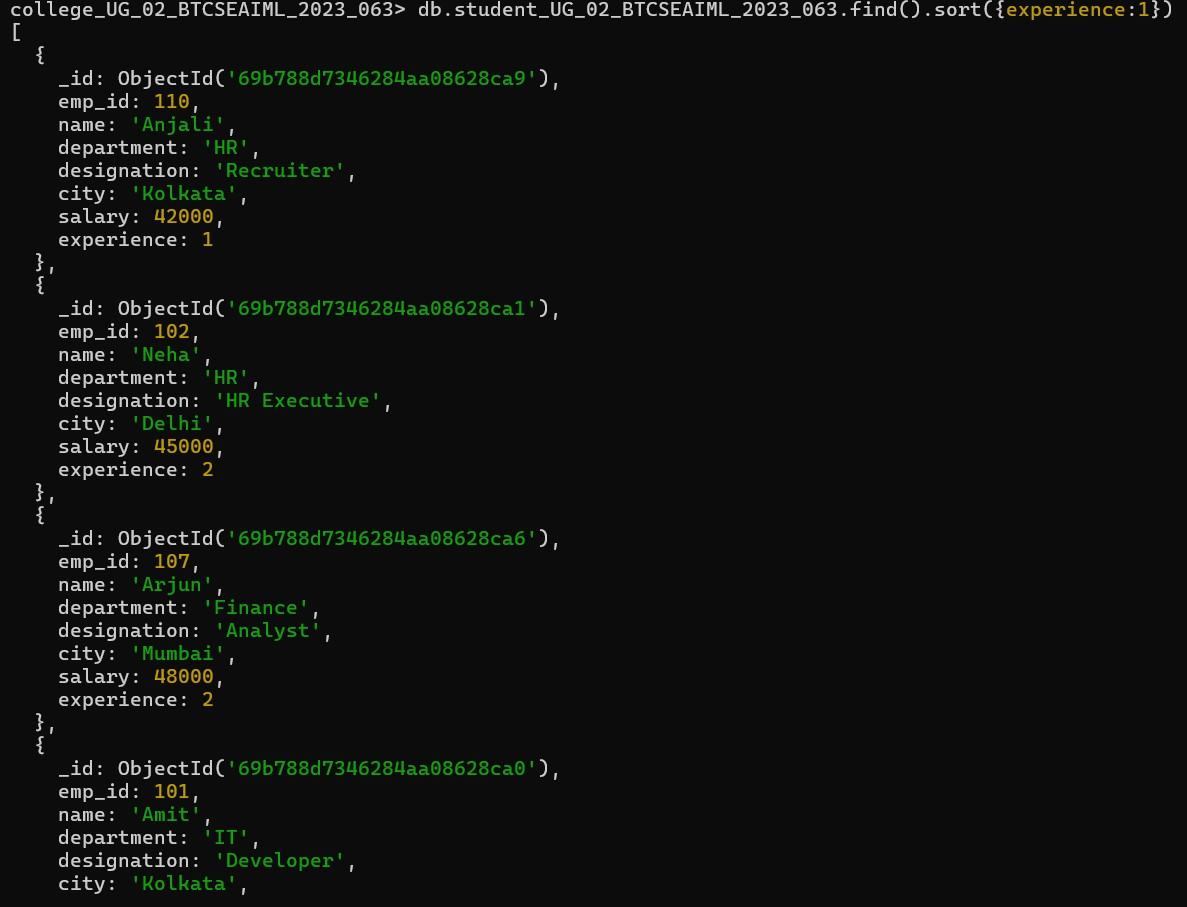 college_UG_02_BTCSEAIML_2023_063> db.student_UG_02_BTCSEAIML_2023_063.find().sort({experience:1})
[
  {
    _id: ObjectId('69b788d7346284aa08628ca9'),
    emp_id: 110,
    name: 'Anjali',
    department: 'HR',
    designation: 'Recruiter',
    city: 'Kolkata',
    salary: 42000,
    experience: 1
  },
  {
    _id: ObjectId('69b788d7346284aa08628ca1'),
    emp_id: 102,
    name: 'Neha',
    department: 'HR',
    designation: 'HR Executive',
    city: 'Delhi',
    salary: 45000,
    experience: 2
  },
  {
    _id: ObjectId('69b788d7346284aa08628ca6'),
    emp_id: 107,
    name: 'Arjun',
    department: 'Finance',
    designation: 'Analyst',
    city: 'Mumbai',
    salary: 48000,
    experience: 2
  },
  {
    _id: ObjectId('69b788d7346284aa08628ca0'),
    emp_id: 101,
    name: 'Amit',
    department: 'IT',
    designation: 'Developer',
    city: 'Kolkata',